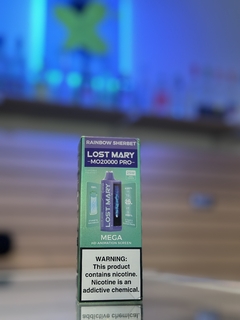 RAINBOW SHERBET
LOST MARY
MO20000 PRO
LOST MARY
MEGA
WARNING:
This product
contains nicotine.
Nicotine is an
addictive chemical.